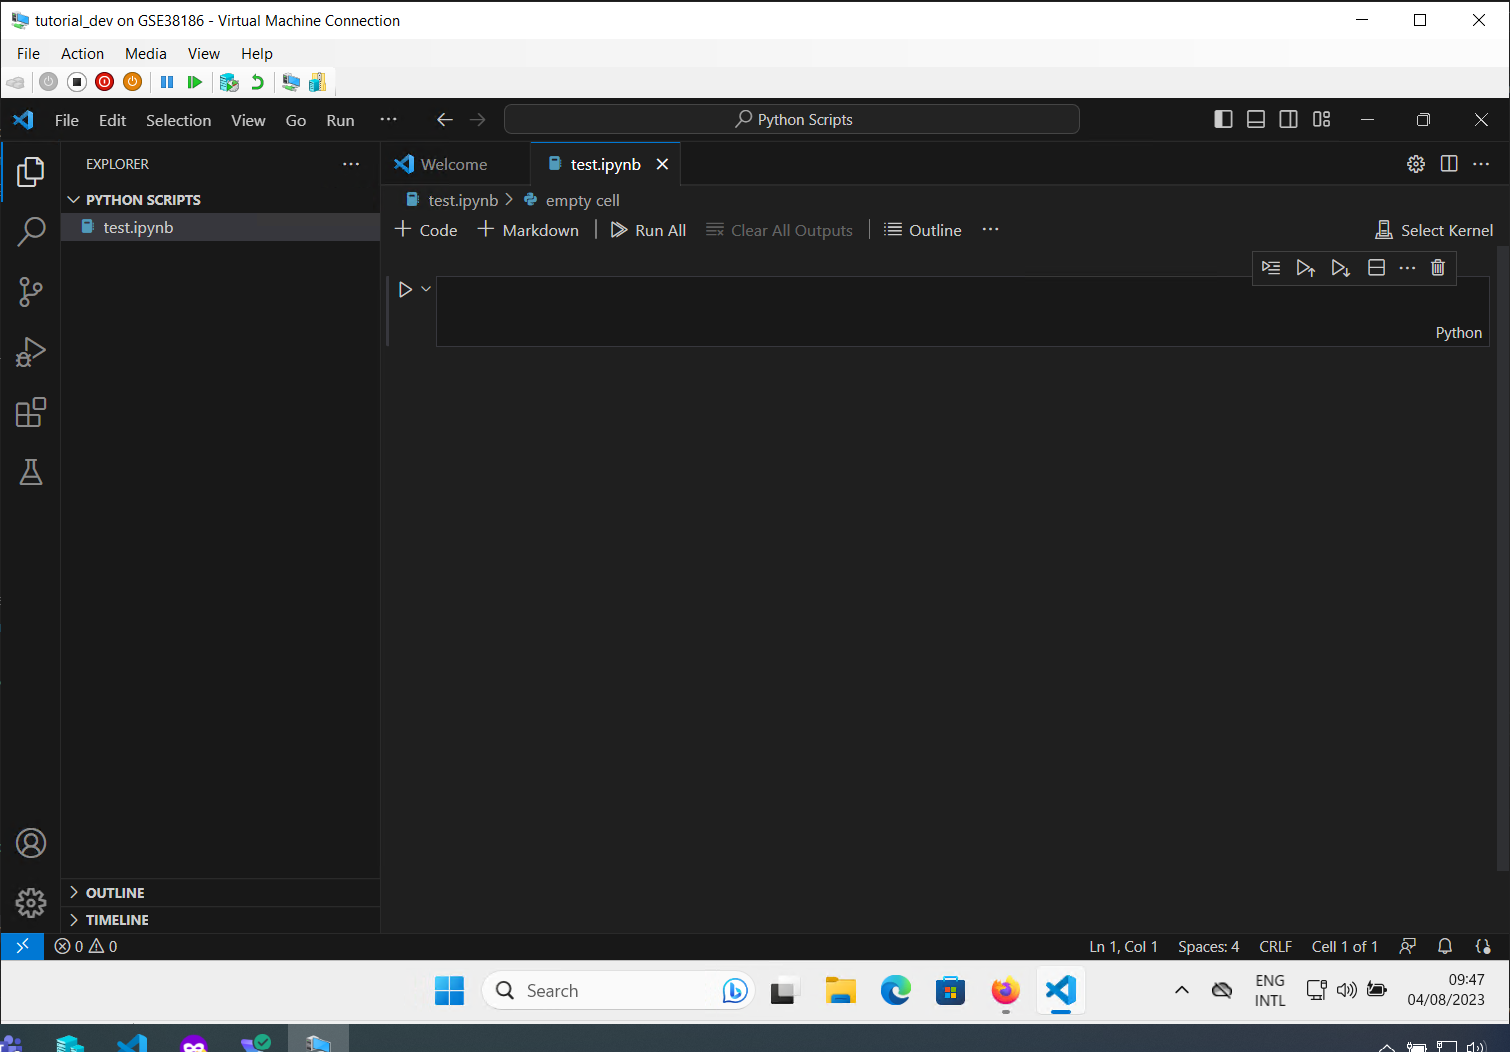 tutorial_dev on GSE38186 - Virtual Machine Connection
File Action Media View Help
File Edit Selection View Go Run ··· Python Scripts
EXPLORER ···
Welcome test.ipynb
PYTHON SCRIPTS
test.ipynb
test.ipynb > empty cell
+ Code + Markdown | Run All Clear All Outputs | Outline ··· Select Kernel
Python
OUTLINE
TIMELINE
0 0 Ln 1, Col 1 Spaces: 4 CRLF Cell 1 of 1
Search
ENG
INTL
09:47
04/08/2023